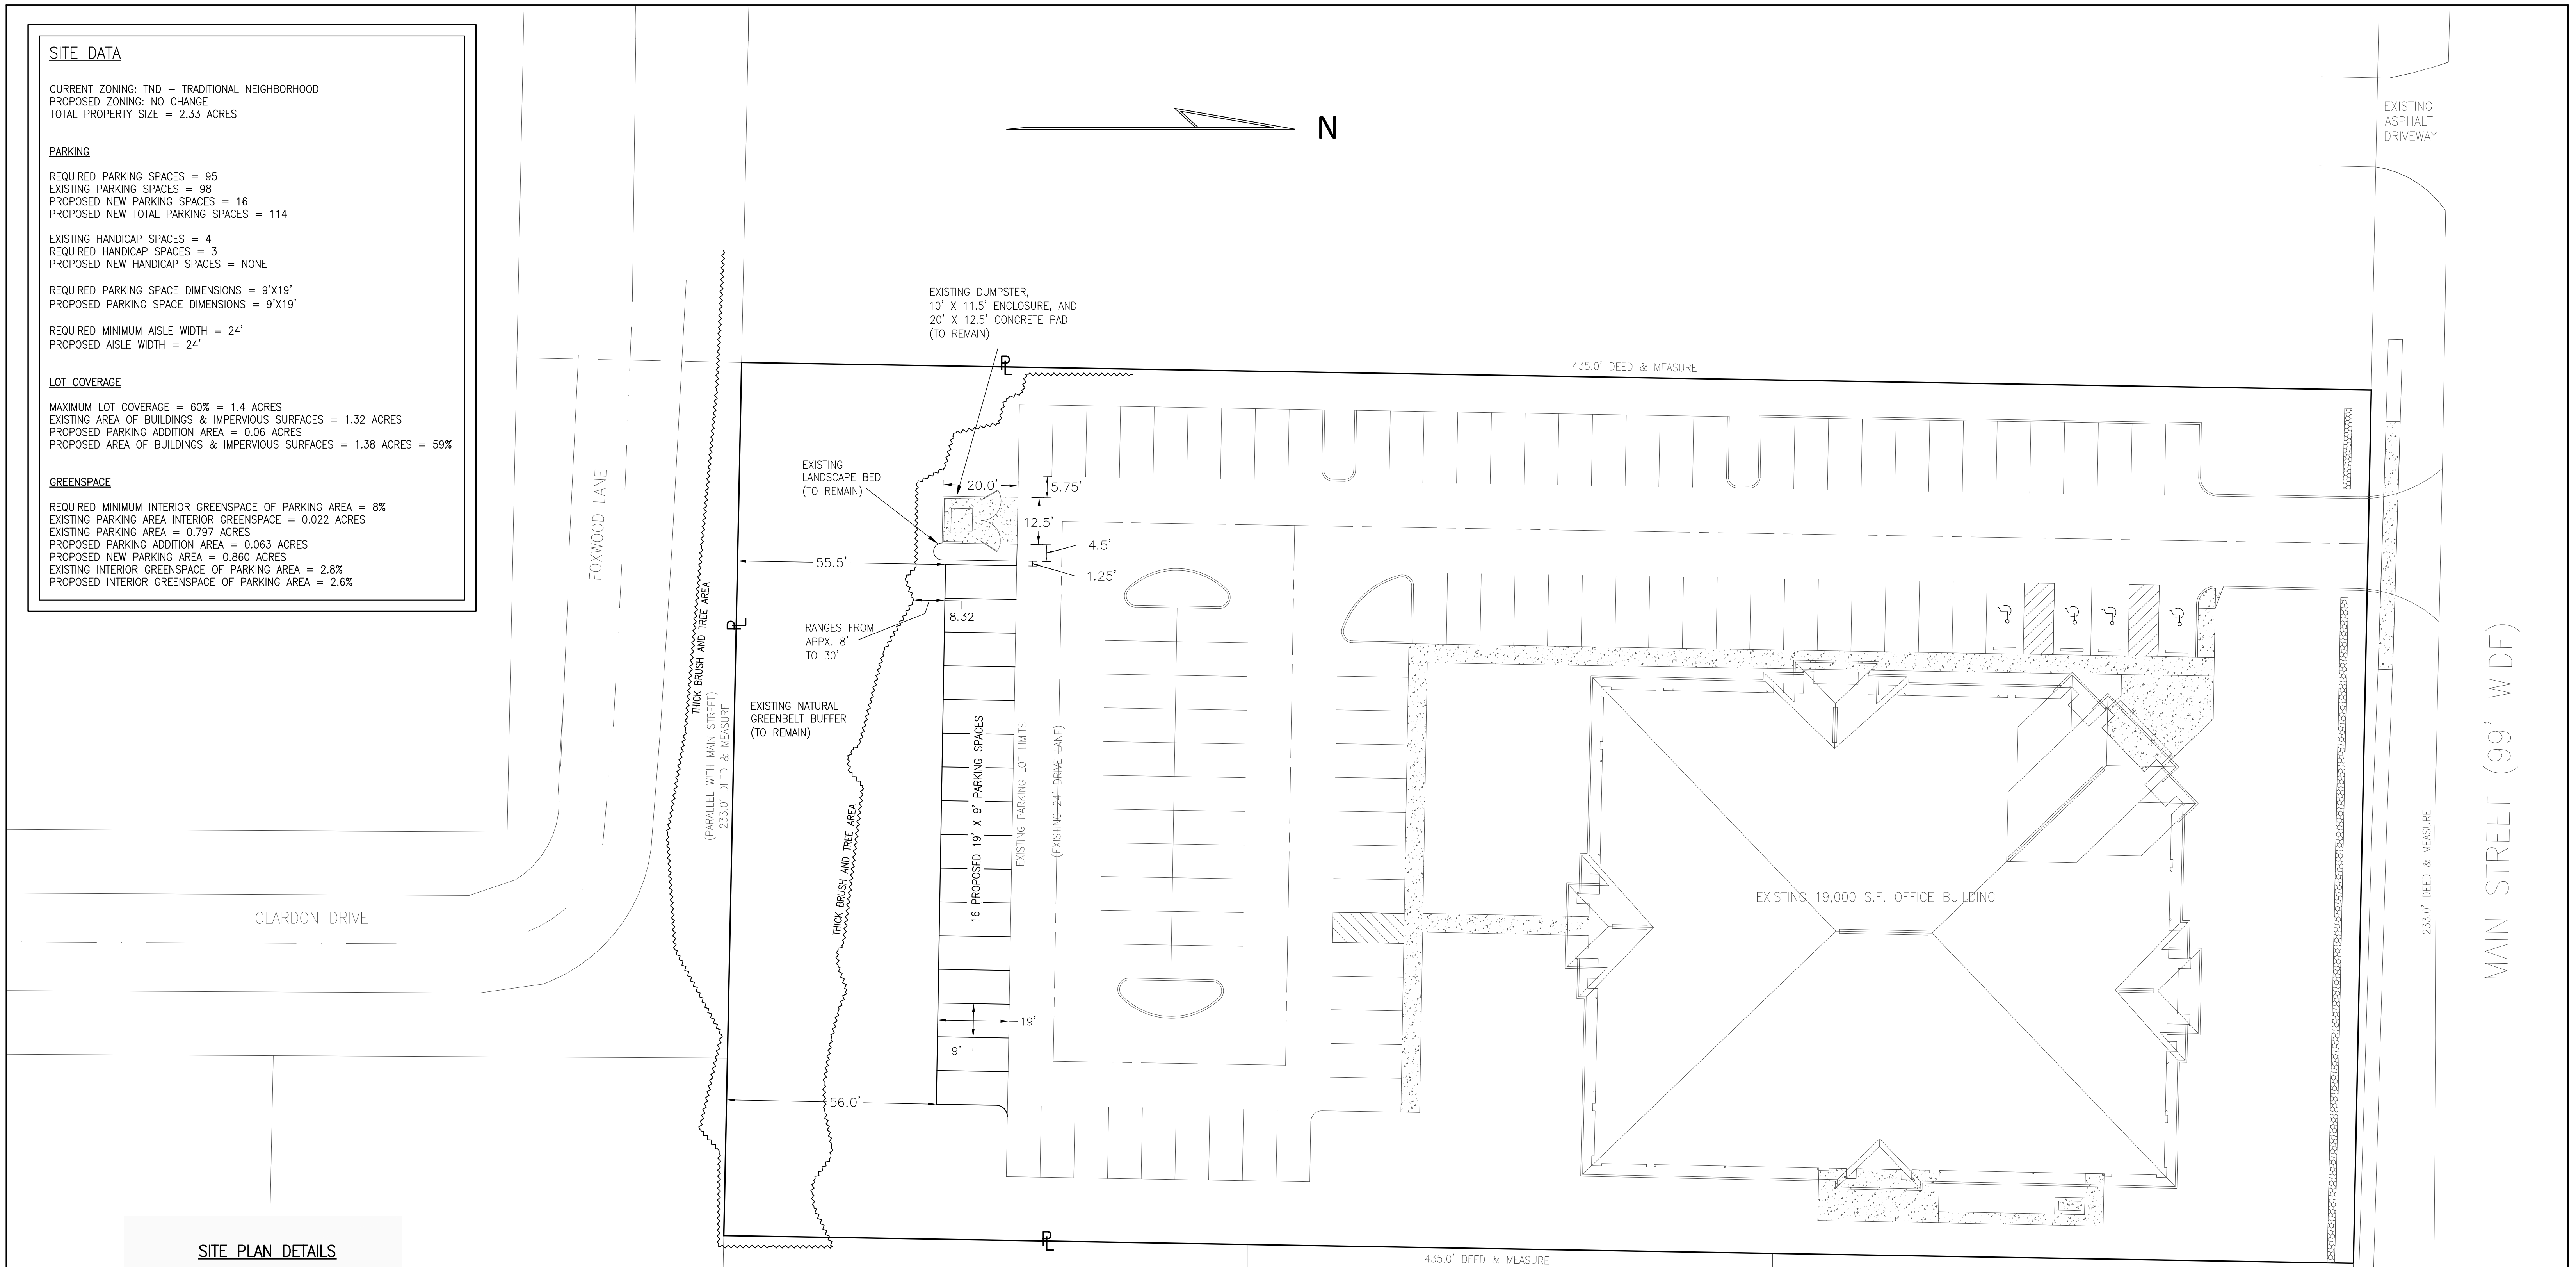 SITE DATA
CURRENT ZONING: TND – TRADITIONAL NEIGHBORHOOD
PROPOSED ZONING: NO CHANGE
TOTAL PROPERTY SIZE = 2.33 ACRES
PARKING
REQUIRED PARKING SPACES = 95
EXISTING PARKING SPACES = 98
PROPOSED NEW PARKING SPACES = 16
PROPOSED NEW TOTAL PARKING SPACES = 114
EXISTING HANDICAP SPACES = 4
REQUIRED HANDICAP SPACES = 3
PROPOSED NEW HANDICAP SPACES = NONE
REQUIRED PARKING SPACE DIMENSIONS = 9'X19'
PROPOSED PARKING SPACE DIMENSIONS = 9'X19'
REQUIRED MINIMUM AISLE WIDTH = 24'
PROPOSED AISLE WIDTH = 24'
LOT COVERAGE
MAXIMUM LOT COVERAGE = 60% = 1.4 ACRES
EXISTING AREA OF BUILDINGS & IMPERVIOUS SURFACES = 1.32 ACRES
PROPOSED PARKING ADDITION AREA = 0.06 ACRES
PROPOSED AREA OF BUILDINGS & IMPERVIOUS SURFACES = 1.38 ACRES = 59%
GREENSPACE
REQUIRED MINIMUM INTERIOR GREENSPACE OF PARKING AREA = 8%
EXISTING PARKING AREA INTERIOR GREENSPACE = 0.022 ACRES
EXISTING PARKING AREA = 0.797 ACRES
PROPOSED PARKING ADDITION AREA = 0.063 ACRES
PROPOSED NEW PARKING AREA = 0.860 ACRES
EXISTING INTERIOR GREENSPACE OF PARKING AREA = 2.8%
PROPOSED INTERIOR GREENSPACE OF PARKING AREA = 2.6%
N
EXISTING
ASPHALT
DRIVEWAY
EXISTING DUMPSTER,
10' X 11.5' ENCLOSURE, AND
20' X 12.5' CONCRETE PAD
(TO REMAIN)
PL
435.0' DEED & MEASURE
EXISTING
LANDSCAPE BED
(TO REMAIN)
20.0'
5.75'
12.5'
4.5'
1.25'
55.5'
8.32
RANGES FROM
APPX. 8'
TO 30'
PL
FOXWOOD LANE
THICK BRUSH AND TREE AREA
(PARALLEL WITH MAIN STREET)
233.0' DEED & MEASURE
EXISTING NATURAL
GREENBELT BUFFER
(TO REMAIN)
THICK BRUSH AND TREE AREA
16 PROPOSED 19' X 9' PARKING SPACES
EXISTING PARKING LOT LIMITS
(EXISTING 24' DRIVE LANE)
EXISTING 19,000 S.F. OFFICE BUILDING
233.0' DEED & MEASURE
MAIN STREET (99' WIDE)
CLARDON DRIVE
19'
9'
56.0'
PL
435.0' DEED & MEASURE
SITE PLAN DETAILS